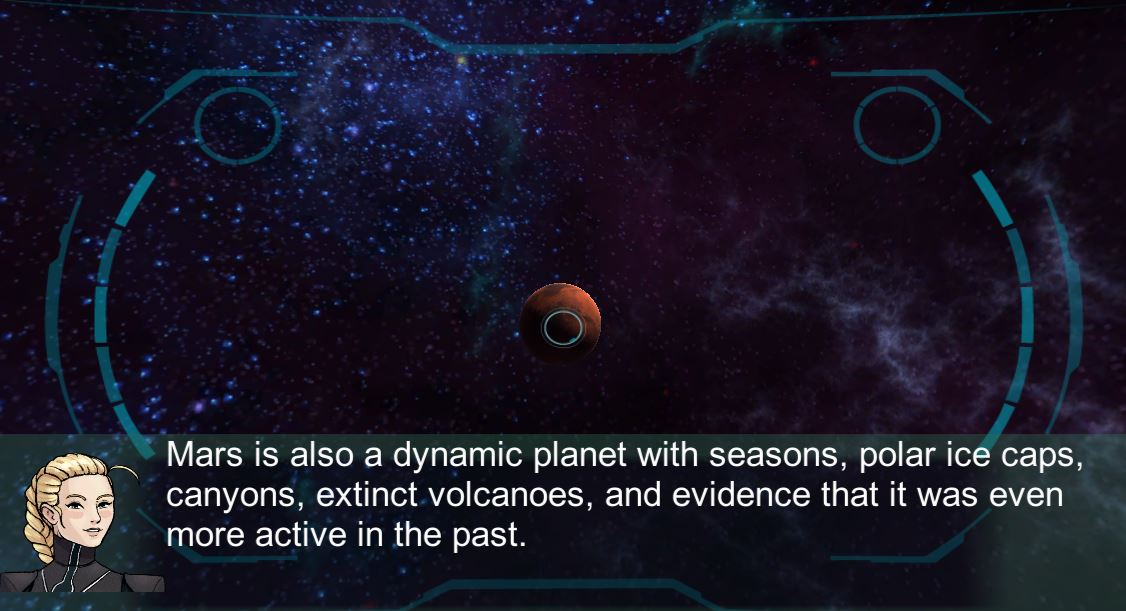 Mars is also a dynamic planet with seasons, polar ice caps,
canyons, extinct volcanoes, and evidence that it was even
more active in the past.